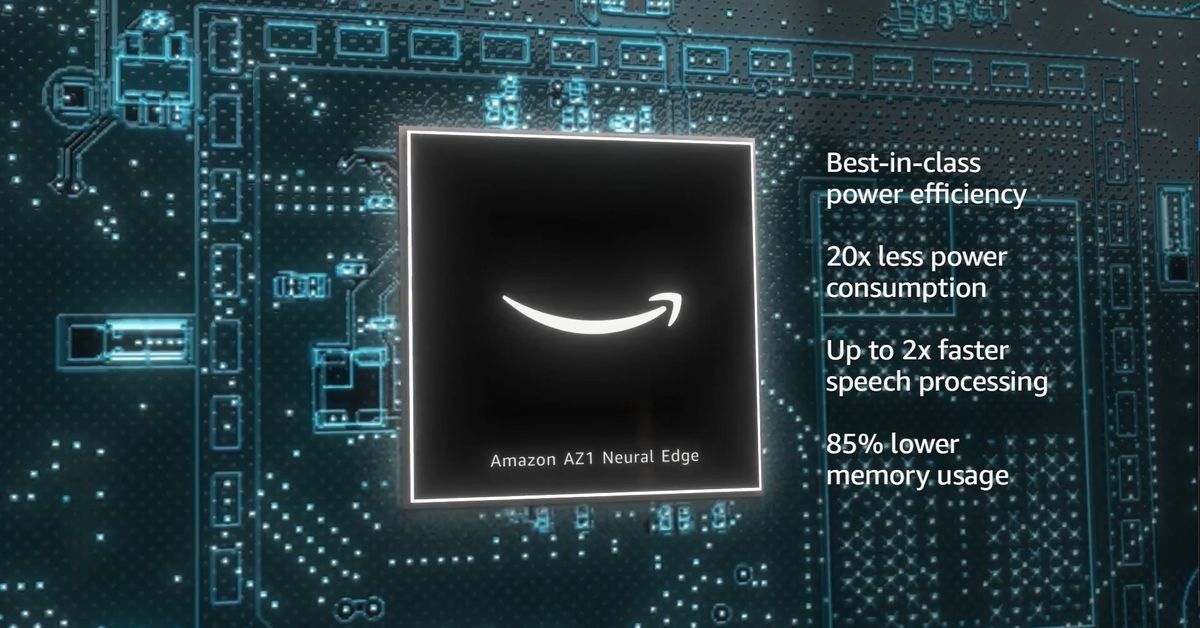 Best-in-class
power efficiency
20x less power
consumption
Up to 2x faster
speech processing
85% lower
memory usage
Amazon AZ1 Neural Edge